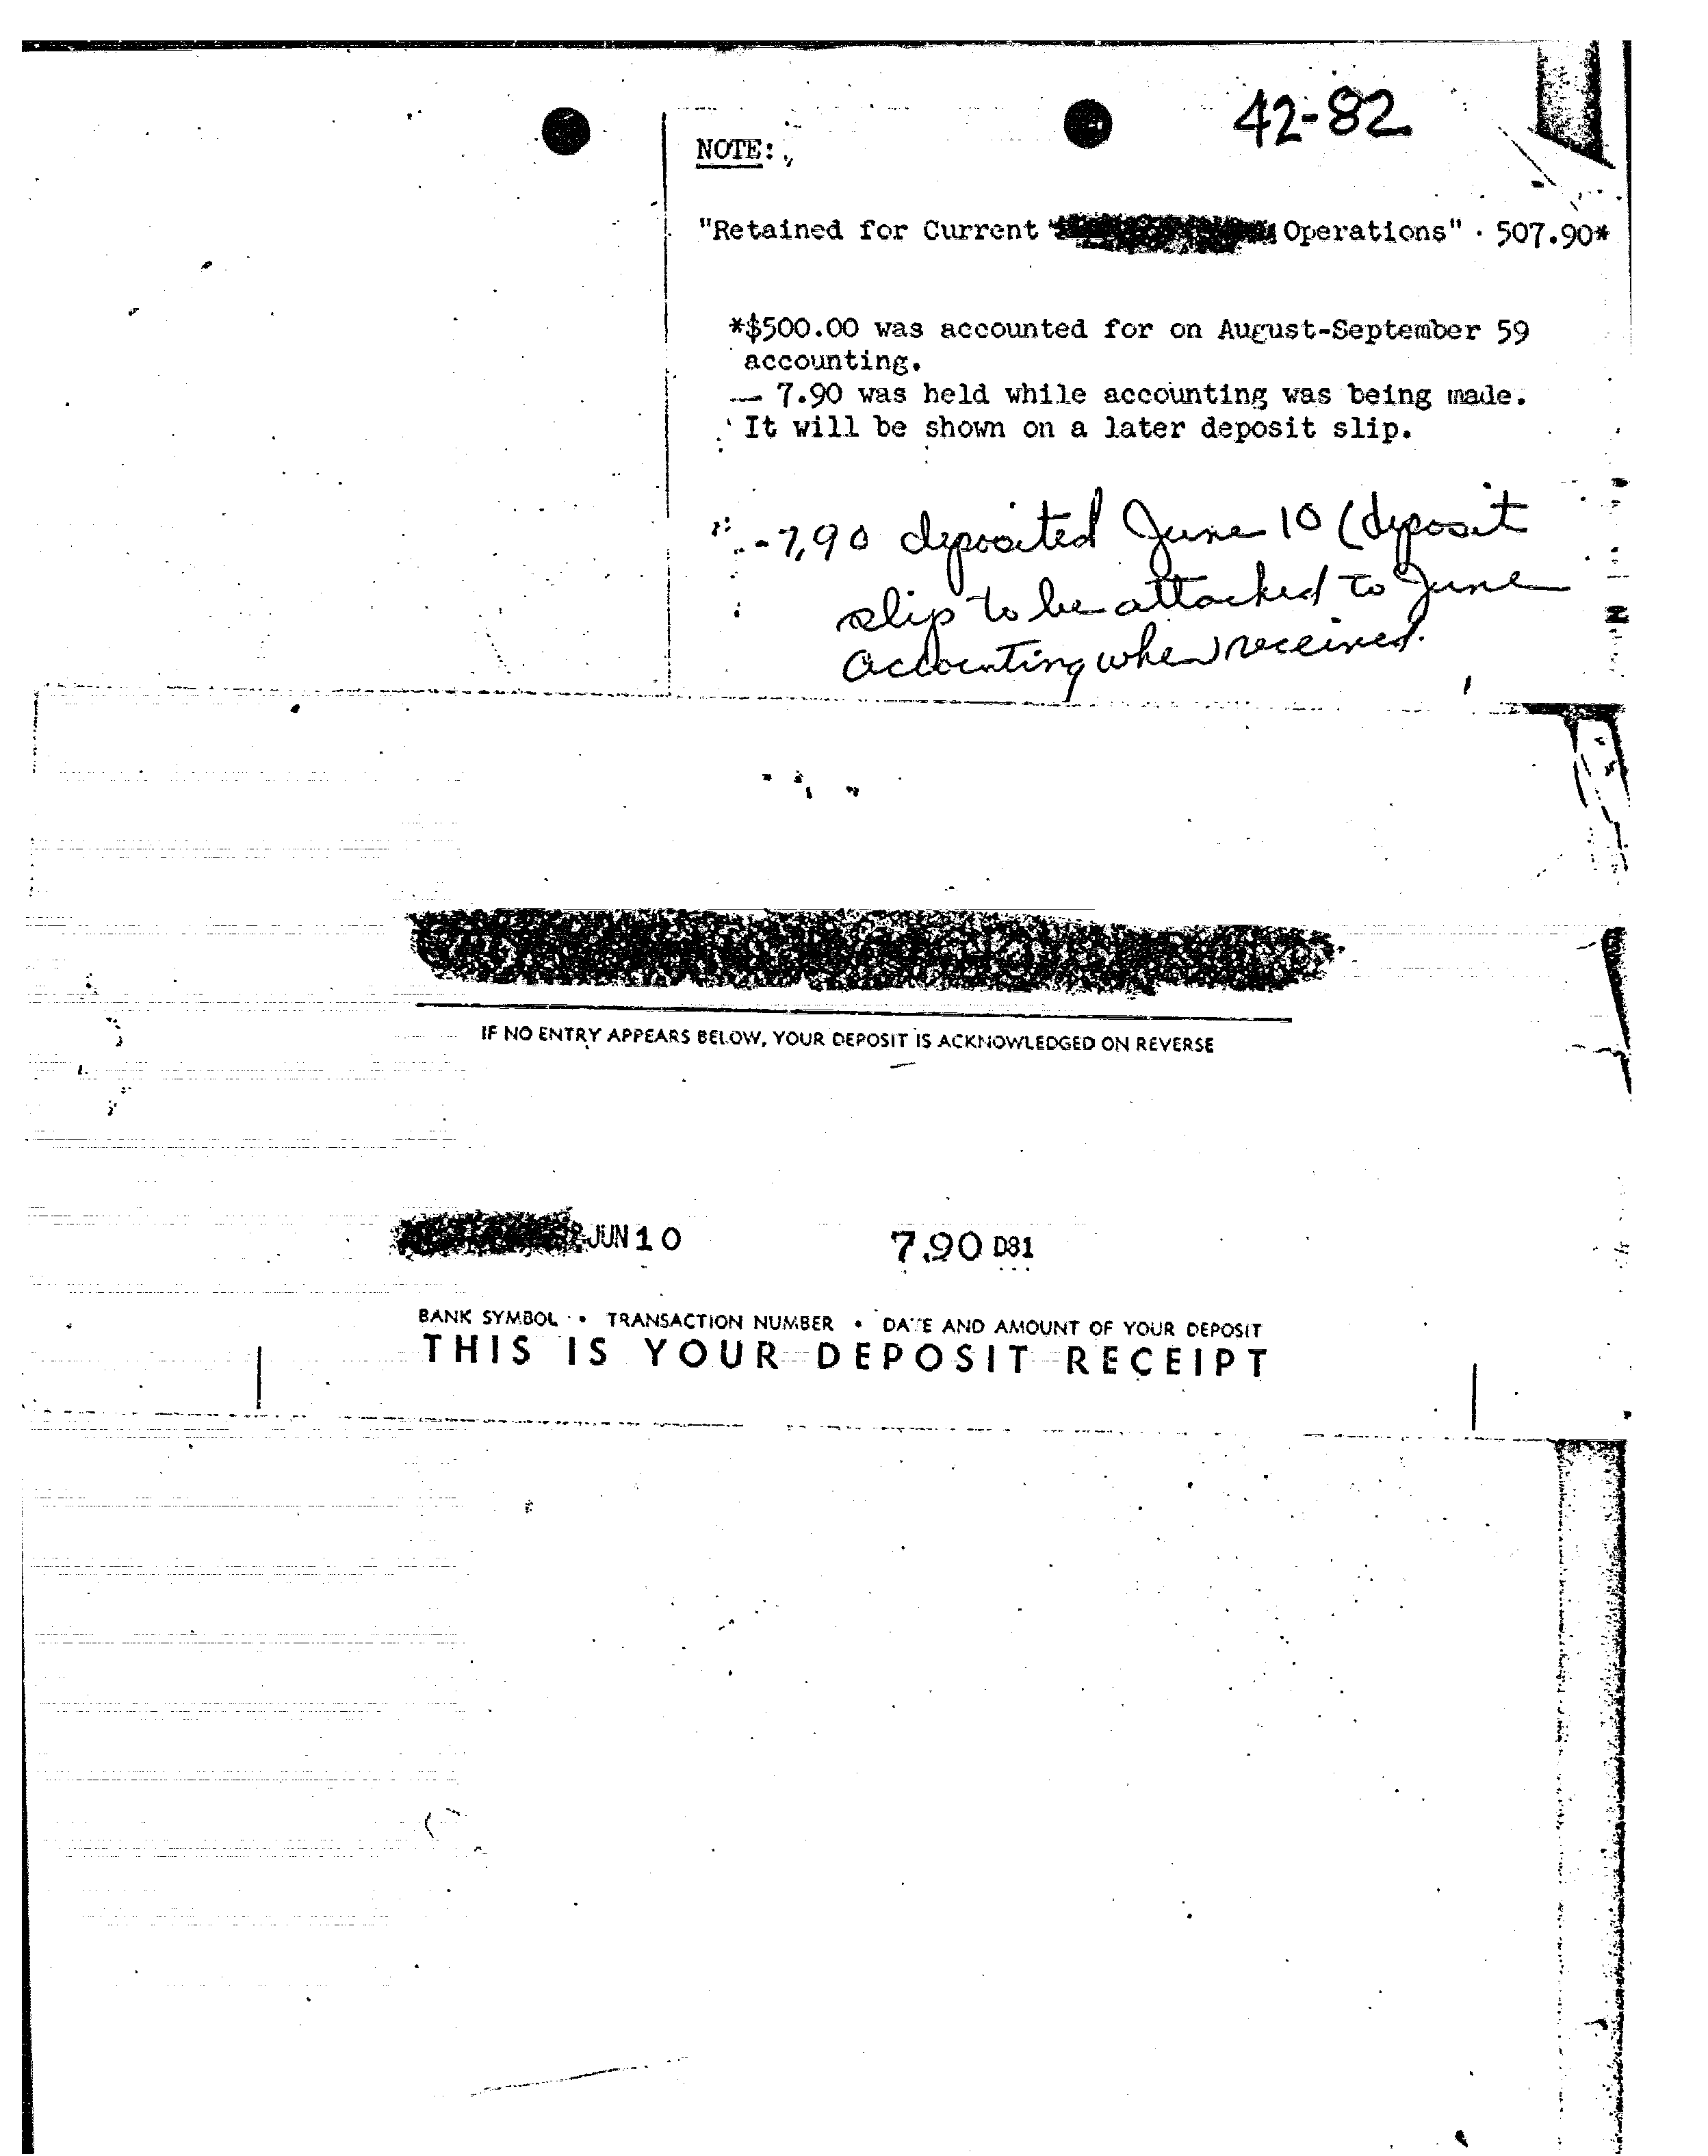 42-82
NOTE:
"Retained for Current Operations" 507.90*
*$500.00 was accounted for on August-September 59
accounting.
— 7.90 was held while accounting was being made.
It will be shown on a later deposit slip.
-7.90 deposited June 10 (deposit
slip to be attached to June
accounting when received.
IF NO ENTRY APPEARS BELOW, YOUR DEPOSIT IS ACKNOWLEDGED ON REVERSE
JUN 10 7.90 D81
BANK SYMBOL • TRANSACTION NUMBER • DATE AND AMOUNT OF YOUR DEPOSIT
THIS IS YOUR DEPOSIT RECEIPT